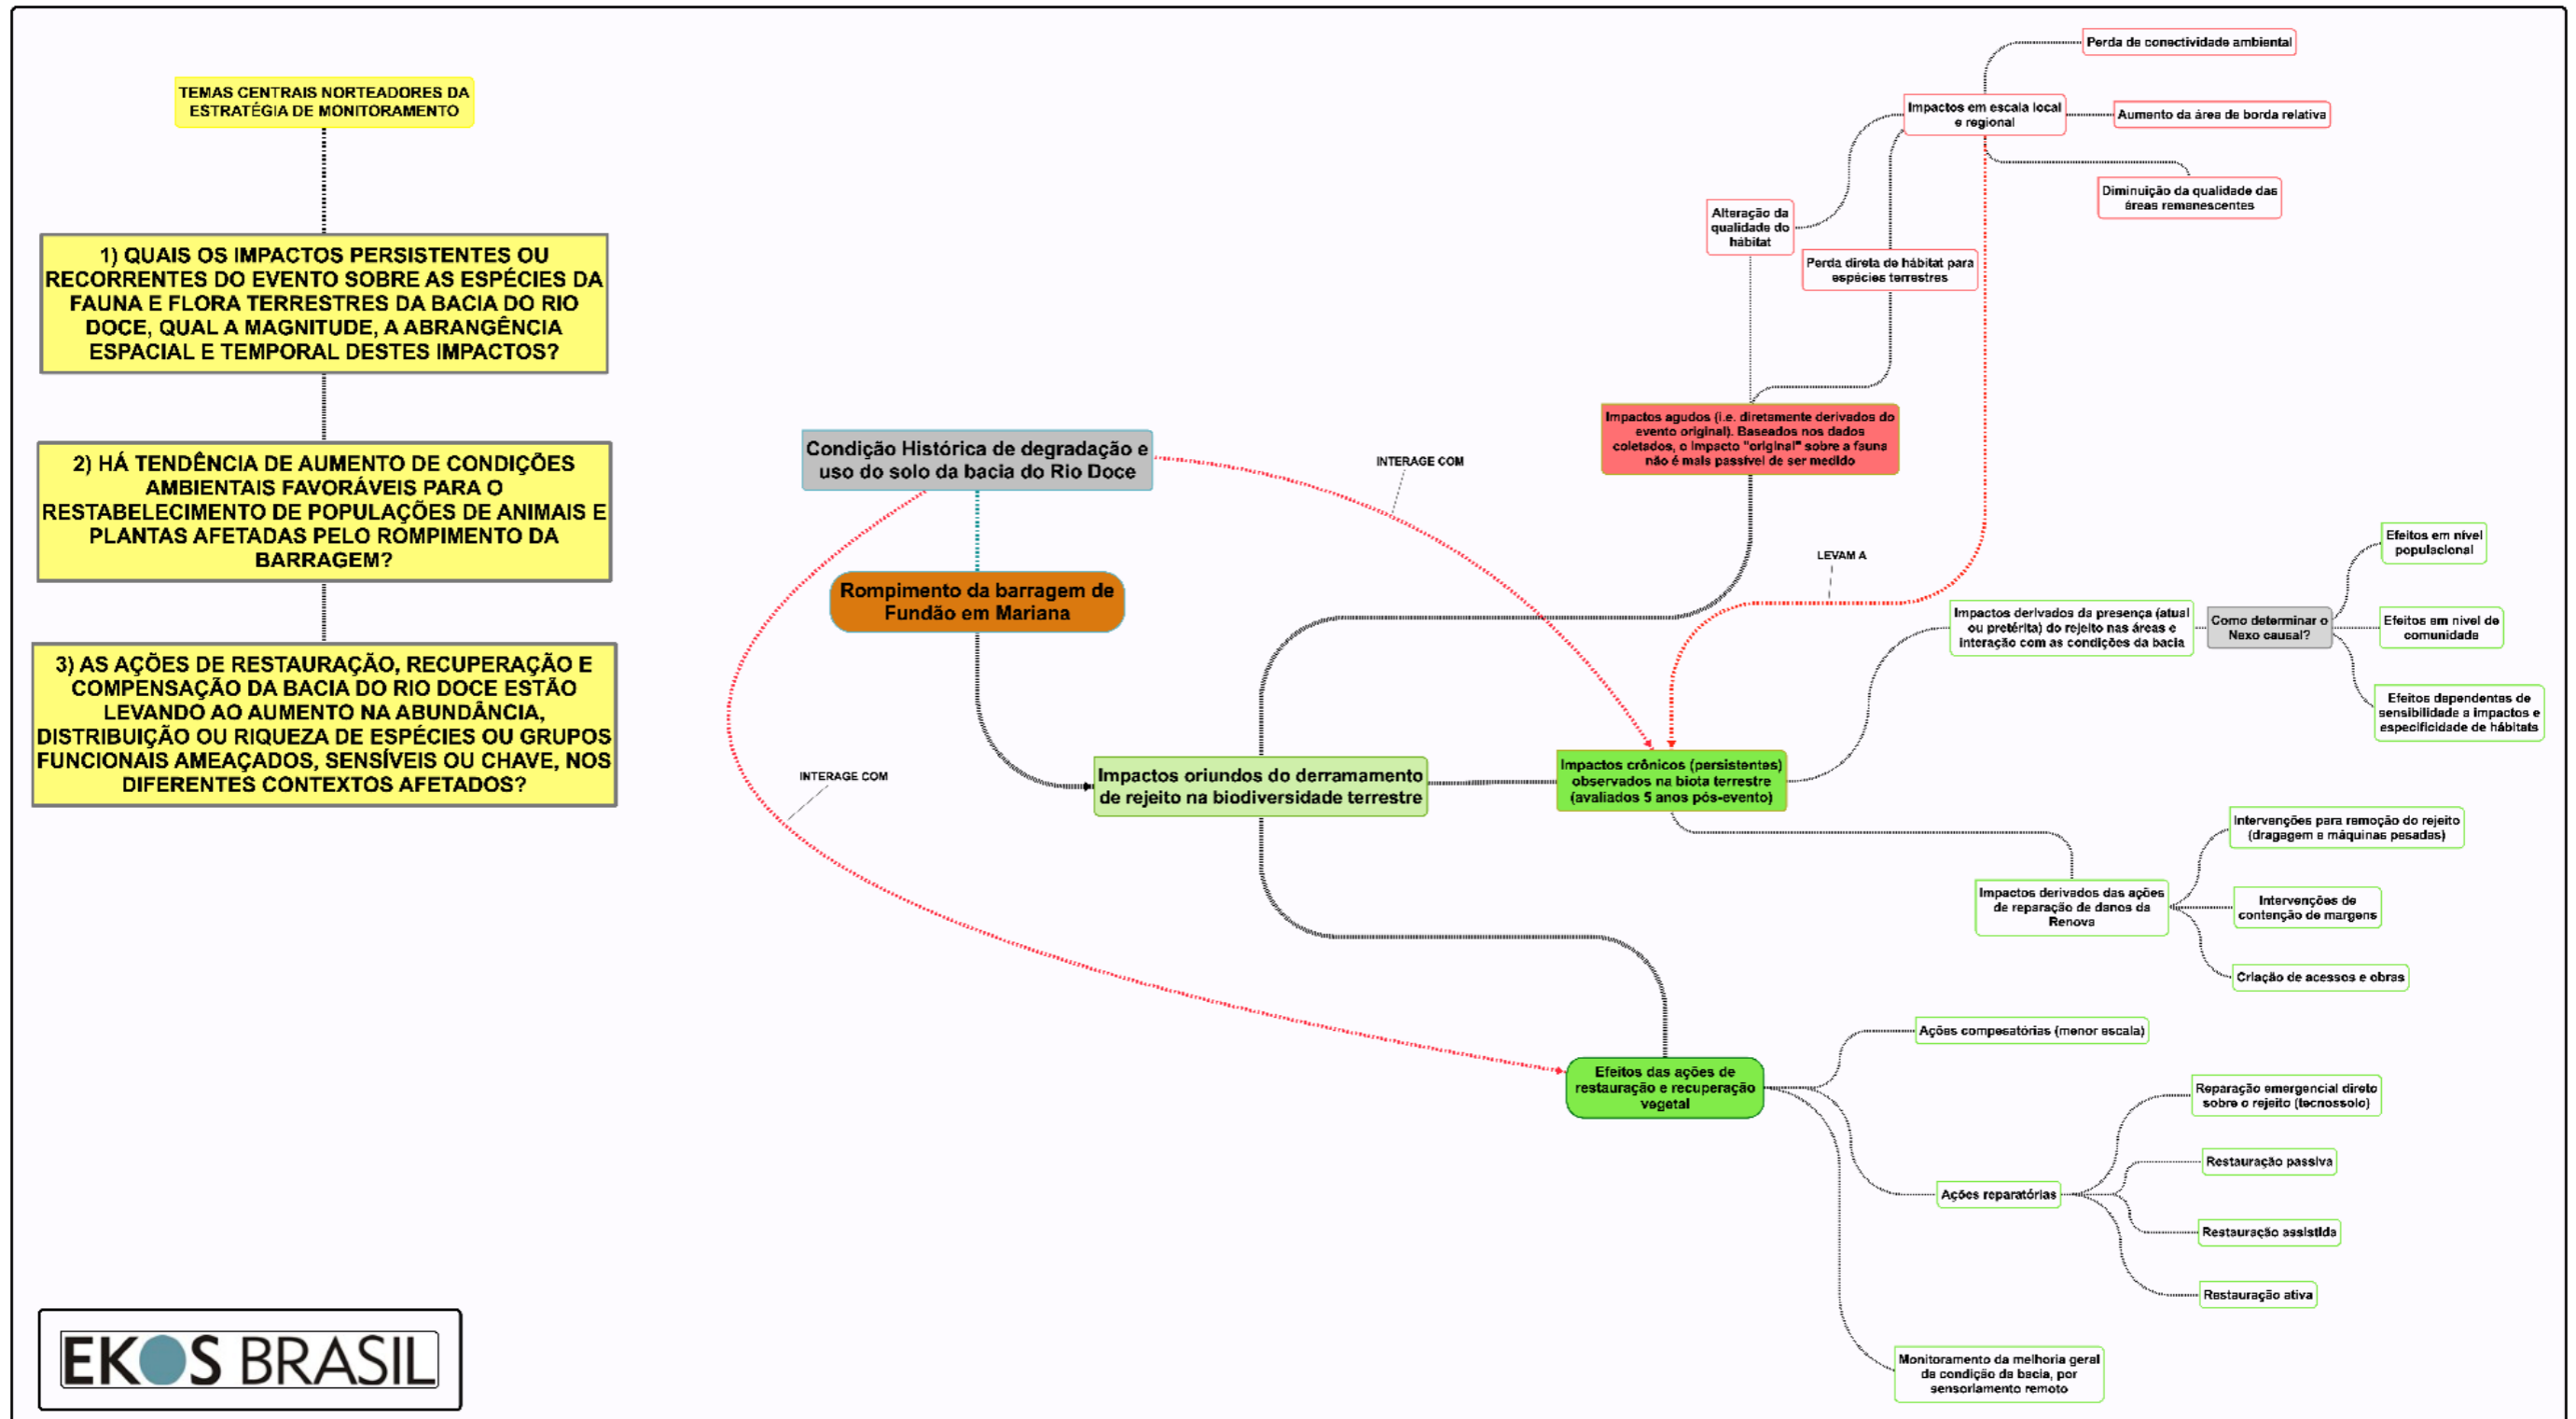 TEMAS CENTRAIS NORTEADORES DA
ESTRATÉGIA DE MONITORAMENTO
1) QUAIS OS IMPACTOS PERSISTENTES OU
RECORRENTES DO EVENTO SOBRE AS ESPÉCIES DA
FAUNA E FLORA TERRESTRES DA BACIA DO RIO
DOCE, QUAL A MAGNITUDE, A ABRANGÊNCIA
ESPACIAL E TEMPORAL DESTES IMPACTOS?
2) HÁ TENDÊNCIA DE AUMENTO DE CONDIÇÕES
AMBIENTAIS FAVORÁVEIS PARA O
RESTABELECIMENTO DE POPULAÇÕES DE ANIMAIS E
PLANTAS AFETADAS PELO ROMPIMENTO DA
BARRAGEM?
3) AS AÇÕES DE RESTAURAÇÃO, RECUPERAÇÃO E
COMPENSAÇÃO DA BACIA DO RIO DOCE ESTÃO
LEVANDO AO AUMENTO NA ABUNDÂNCIA,
DISTRIBUIÇÃO OU RIQUEZA DE ESPÉCIES OU GRUPOS
FUNCIONAIS AMEAÇADOS, SENSÍVEIS OU CHAVE, NOS
DIFERENTES CONTEXTOS AFETADOS?
EKOS BRASIL
Condição Histórica de degradação e
uso do solo da bacia do Rio Doce
Rompimento da barragem de
Fundão em Mariana
INTERAGE COM
INTERAGE COM
LEVAM A
Impactos oriundos do derramamento
de rejeito na biodiversidade terrestre
Impactos agudos (i.e. diretamente derivados do
evento original). Baseados nos dados
coletados, o impacto "original" sobre a fauna
não é mais passível de ser medido
Alteração da
qualidade do
hábitat
Perda direta de hábitat para
espécies terrestres
Impactos em escala local
e regional
Perda de conectividade ambiental
Aumento da área de borda relativa
Diminuição da qualidade das
áreas remanescentes
Impactos crônicos (persistentes)
observados na biota terrestre
(avaliados 5 anos pós-evento)
Impactos derivados da presença (atual
ou pretérita) do rejeito nas áreas e
interação com as condições da bacia
Como determinar o
Nexo causal?
Efeitos em nível
populacional
Efeitos em nível de
comunidade
Efeitos dependentes de
sensibilidade a impactos e
especificidade de hábitats
Impactos derivados das ações
de reparação de danos da
Renova
Intervenções para remoção do rejeito
(dragagem e máquinas pesadas)
Intervenções de
contenção de margens
Criação de acessos e obras
Efeitos das ações de
restauração e recuperação
vegetal
Ações compesatórias (menor escala)
Ações reparatórias
Reparação emergencial direto
sobre o rejeito (tecnossolo)
Restauração passiva
Restauração assistida
Restauração ativa
Monitoramento da melhoria geral
da condição da bacia, por
sensoriamento remoto